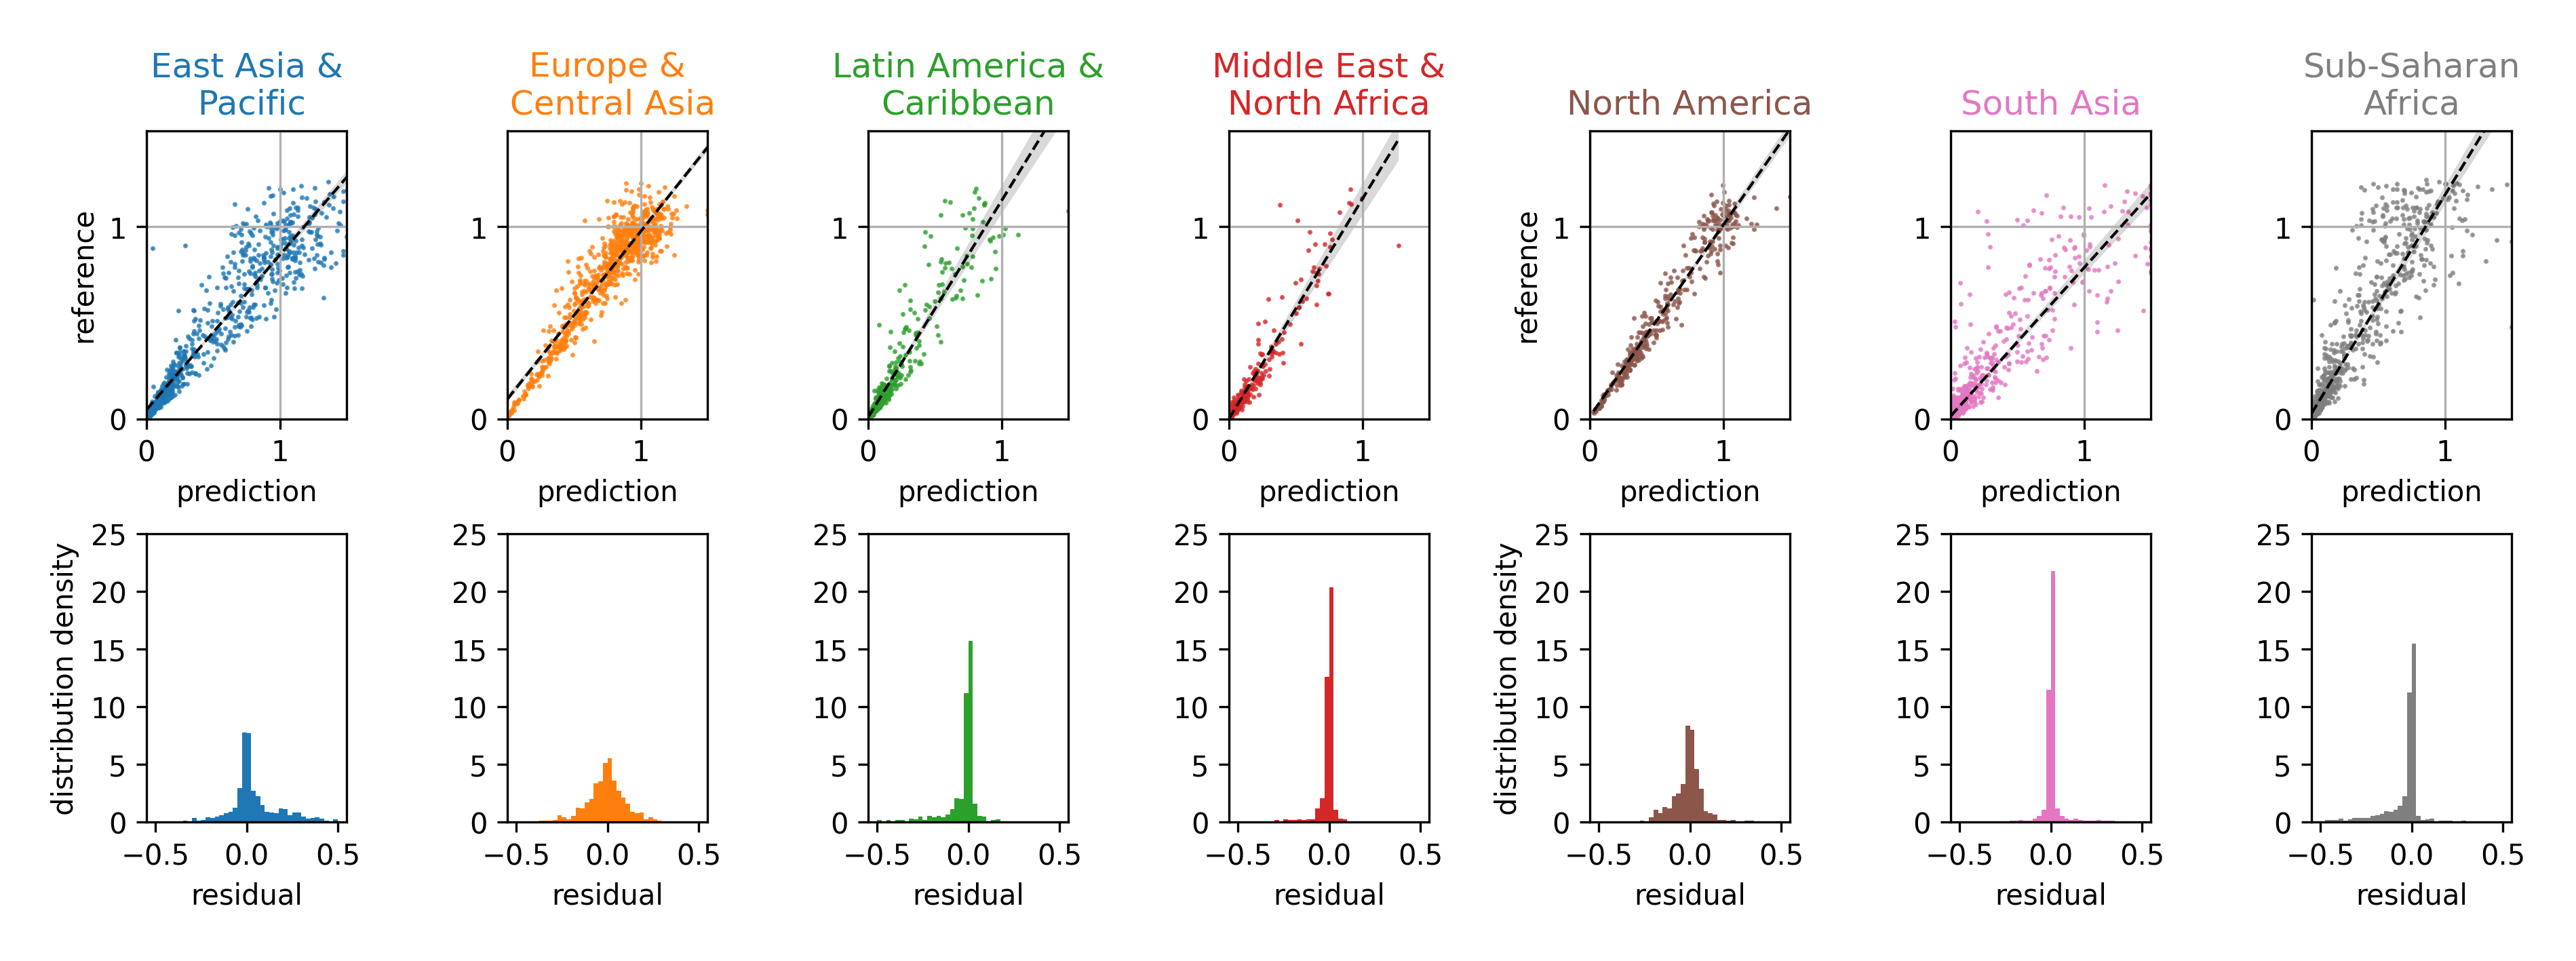 East Asia &
Pacific
Europe &
Central Asia
Latin America &
Caribbean
Middle East &
North Africa
North America
South Asia
Sub-Saharan
Africa
reference
1
0
0 1
prediction
1
0
0 1
prediction
1
0
0 1
prediction
1
0
0 1
prediction
reference
1
0
0 1
prediction
1
0
0 1
prediction
1
0
0 1
prediction
distribution density
25
20
15
10
5
0
−0.5 0.0 0.5
residual
25
20
15
10
5
0
−0.5 0.0 0.5
residual
25
20
15
10
5
0
−0.5 0.0 0.5
residual
25
20
15
10
5
0
−0.5 0.0 0.5
residual
distribution density
25
20
15
10
5
0
−0.5 0.0 0.5
residual
25
20
15
10
5
0
−0.5 0.0 0.5
residual
25
20
15
10
5
0
−0.5 0.0 0.5
residual